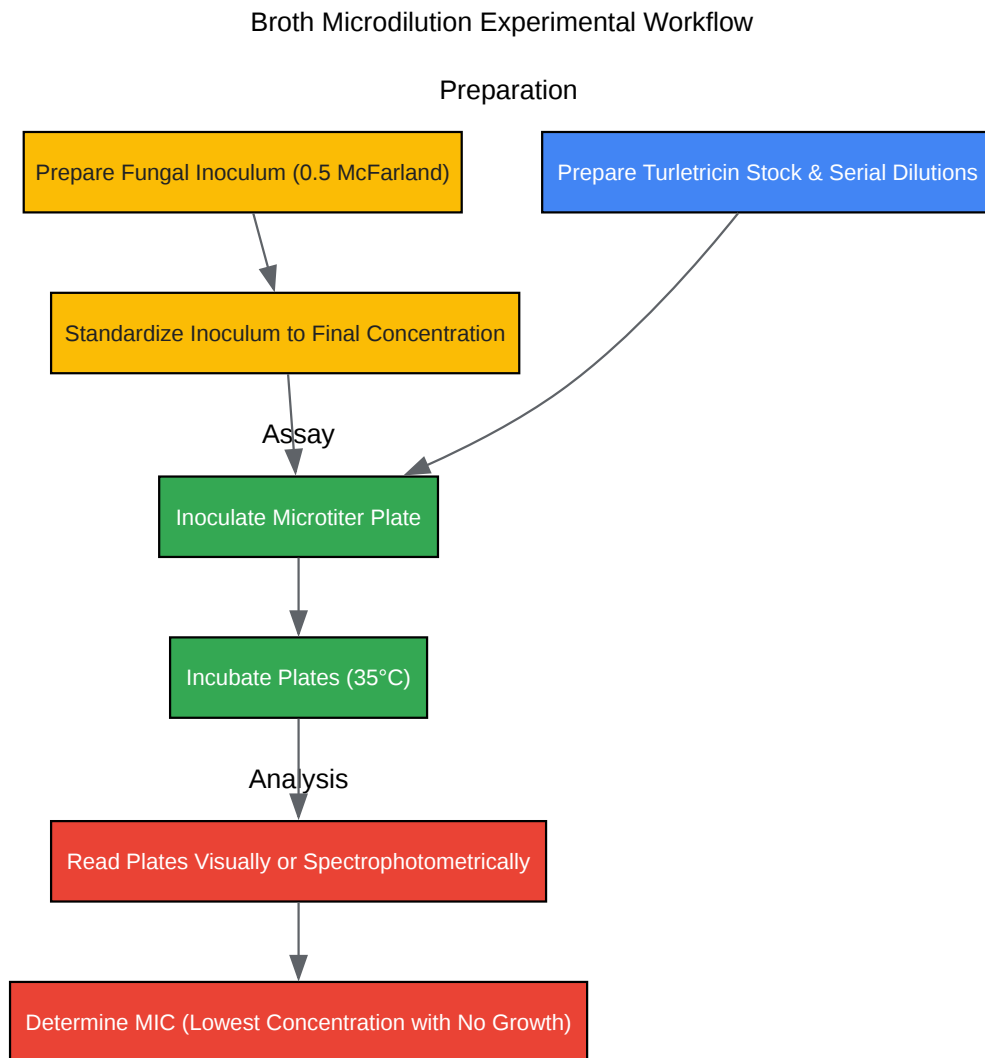 Broth Microdilution Experimental Workflow
Preparation
Prepare Fungal Inoculum (0.5 McFarland)
Prepare Turletricin Stock & Serial Dilutions
Standardize Inoculum to Final Concentration
Assay
Inoculate Microtiter Plate
Incubate Plates (35°C)
Analysis
Read Plates Visually or Spectrophotometrically
Determine MIC (Lowest Concentration with No Growth)